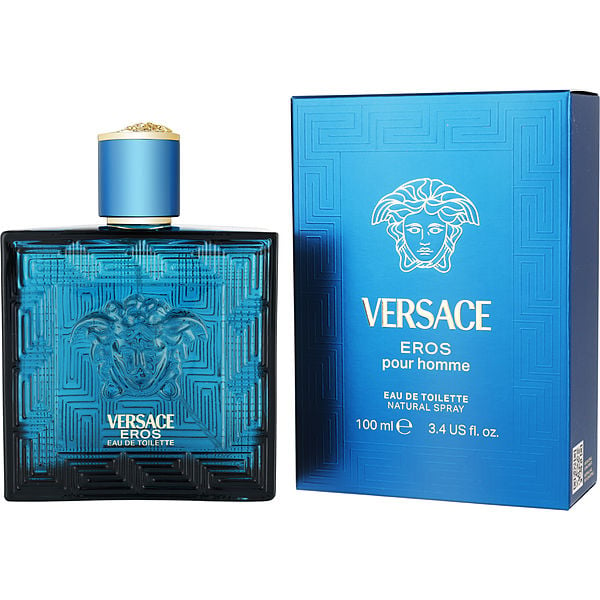 VERSACE
EROS
EAU DE TOILETTE
VERSACE
EROS
pour homme
EAU DE TOILETTE
NATURAL SPRAY
100 ml e 3.4 US fl. oz.